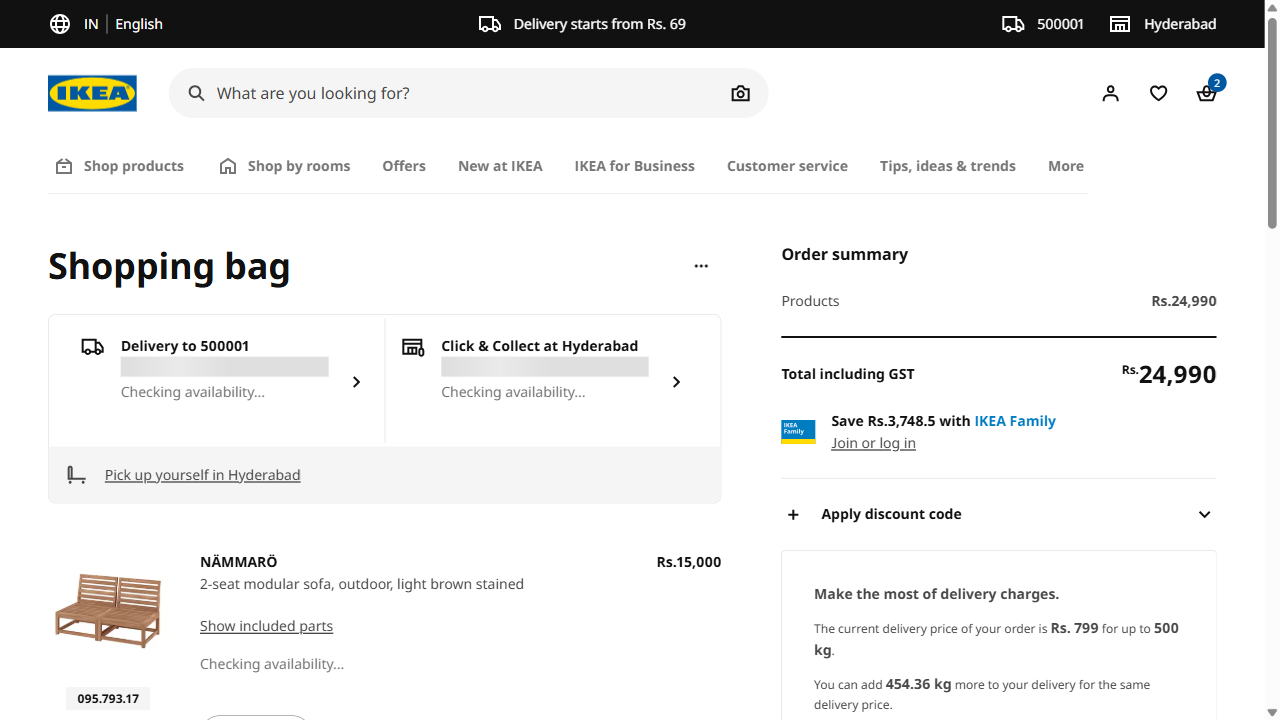 IN English
Delivery starts from Rs. 69
500001
Hyderabad
IKEA
What are you looking for?
2
Shop products
Shop by rooms
Offers
New at IKEA
IKEA for Business
Customer service
Tips, ideas & trends
More
Shopping bag
Delivery to 500001
Checking availability...
Click & Collect at Hyderabad
Checking availability...
Pick up yourself in Hyderabad
NÄMMARÖ
Rs.15,000
2-seat modular sofa, outdoor, light brown stained
Show included parts
Checking availability...
095.793.17
Order summary
Products Rs.24,990
Total including GST Rs.24,990
IKEA Family
Save Rs.3,748.5 with IKEA Family
Join or log in
Apply discount code
Make the most of delivery charges.
The current delivery price of your order is Rs. 799 for up to 500
kg.
You can add 454.36 kg more to your delivery for the same
delivery price.